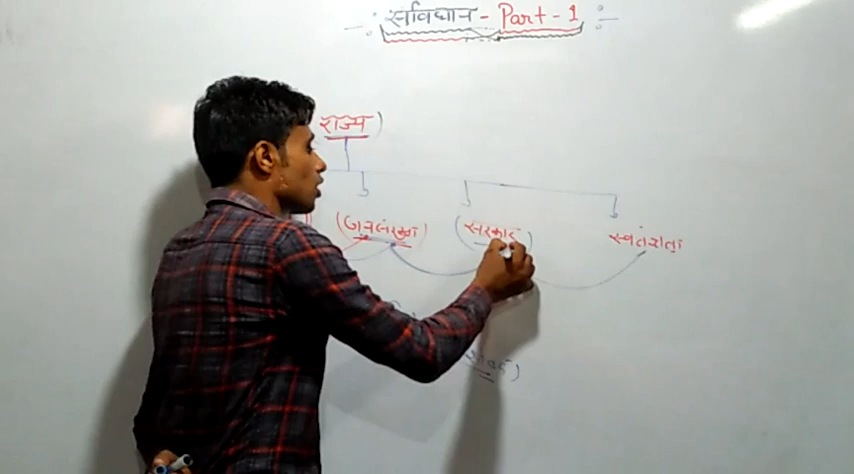 संविधान - Part - 1
राज्य)
(जनसंख्या) (सरकार) स्वतंत्रता